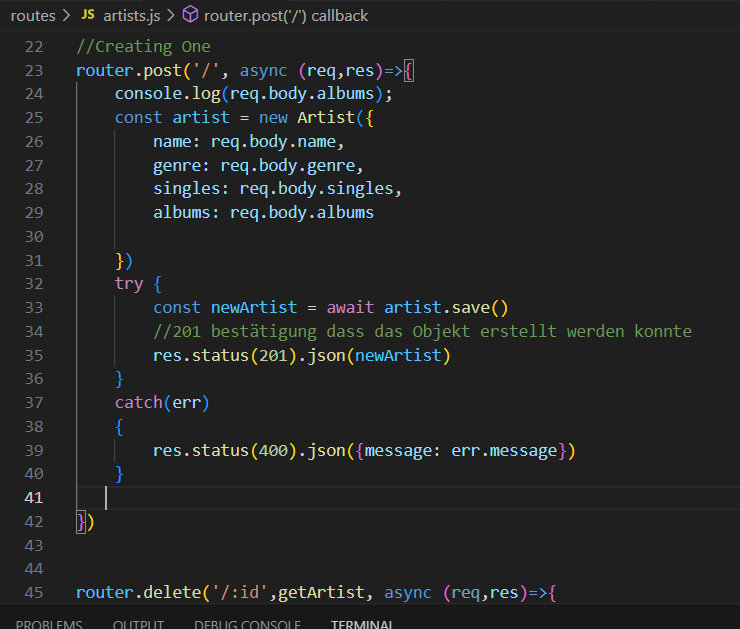 routes > JS artists.js > router.post('/') callback
22 //Creating One
23 router.post('/', async (req,res)=>{
24 console.log(req.body.albums);
25 const artist = new Artist({
26 name: req.body.name,
27 genre: req.body.genre,
28 singles: req.body.singles,
29 albums: req.body.albums
30
31 })
32 try {
33 const newArtist = await artist.save()
34 //201 bestätigung dass das Objekt erstellt werden konnte
35 res.status(201).json(newArtist)
36 }
37 catch(err)
38 {
39 res.status(400).json({message: err.message})
40 }
41
42 })
43
44
45 router.delete('/:id',getArtist, async (req,res)=>{
PROBLEMS OUTPUT DEBUG CONSOLE TERMINAL